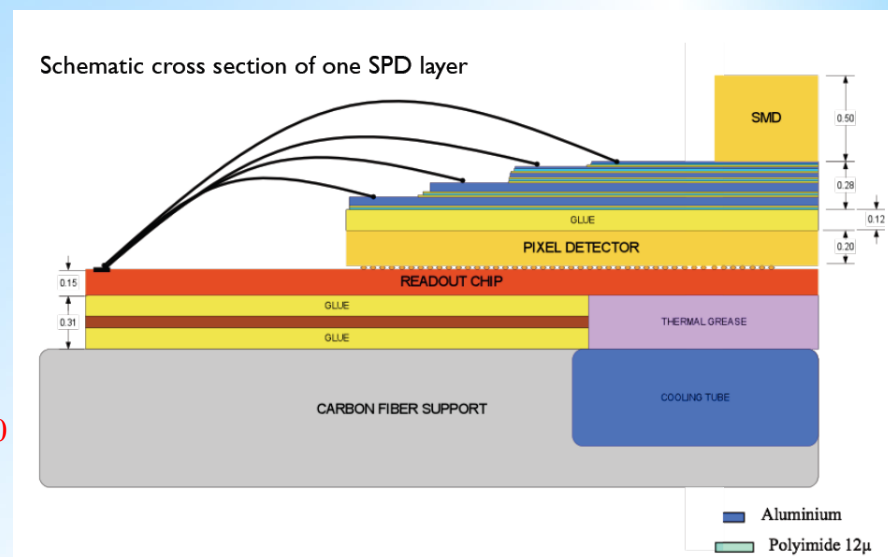 Schematic cross section of one SPD layer
SMD
0.50
0.28
GLUE
0.12
PIXEL DETECTOR
0.20
0.15
READOUT CHIP
GLUE
0.31
THERMAL GREASE
GLUE
COOLING TUBE
CARBON FIBER SUPPORT
)
Aluminium
Polyimide 12µ